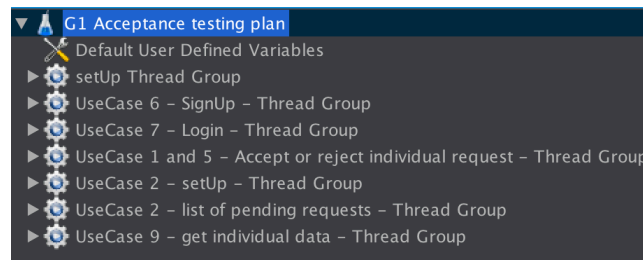 G1 Acceptance testing plan
Default User Defined Variables
setUp Thread Group
UseCase 6 – SignUp – Thread Group
UseCase 7 – Login – Thread Group
UseCase 1 and 5 – Accept or reject individual request – Thread Group
UseCase 2 – setUp – Thread Group
UseCase 2 – list of pending requests – Thread Group
UseCase 9 – get individual data – Thread Group